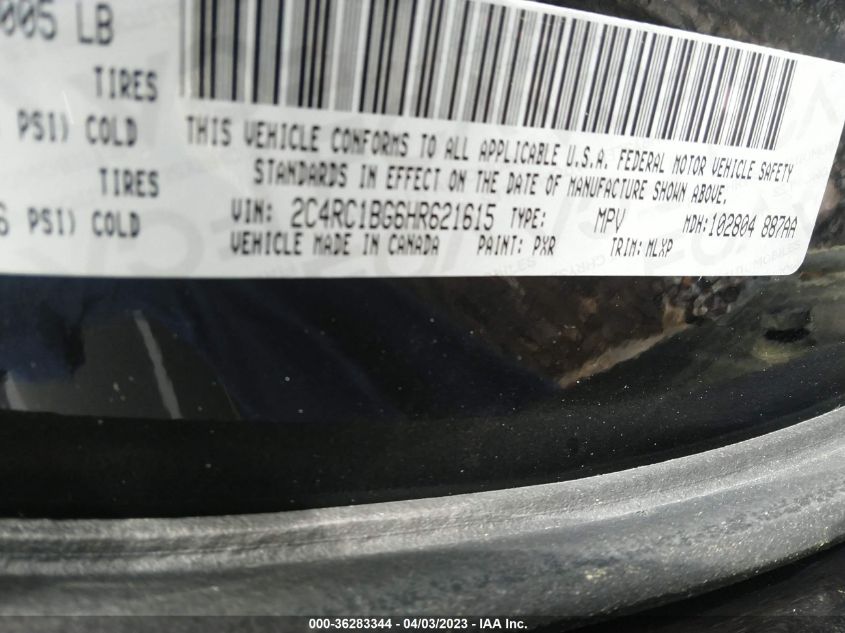 005 LB
TIRES
PSI) COLD
TIRES
PSI) COLD
THIS VEHICLE CONFORMS TO ALL APPLICABLE U.S.A. FEDERAL MOTOR VEHICLE SAFETY
STANDARDS IN EFFECT ON THE DATE OF MANUFACTURE SHOWN ABOVE.
VIN: 2C4RC1BG6HR621615 TYPE: MPV MDH:102804 887AA
VEHICLE MADE IN CANADA PAINT: PXR TRIM: MLXP
000-36283344 - 04/03/2023 - IAA Inc.